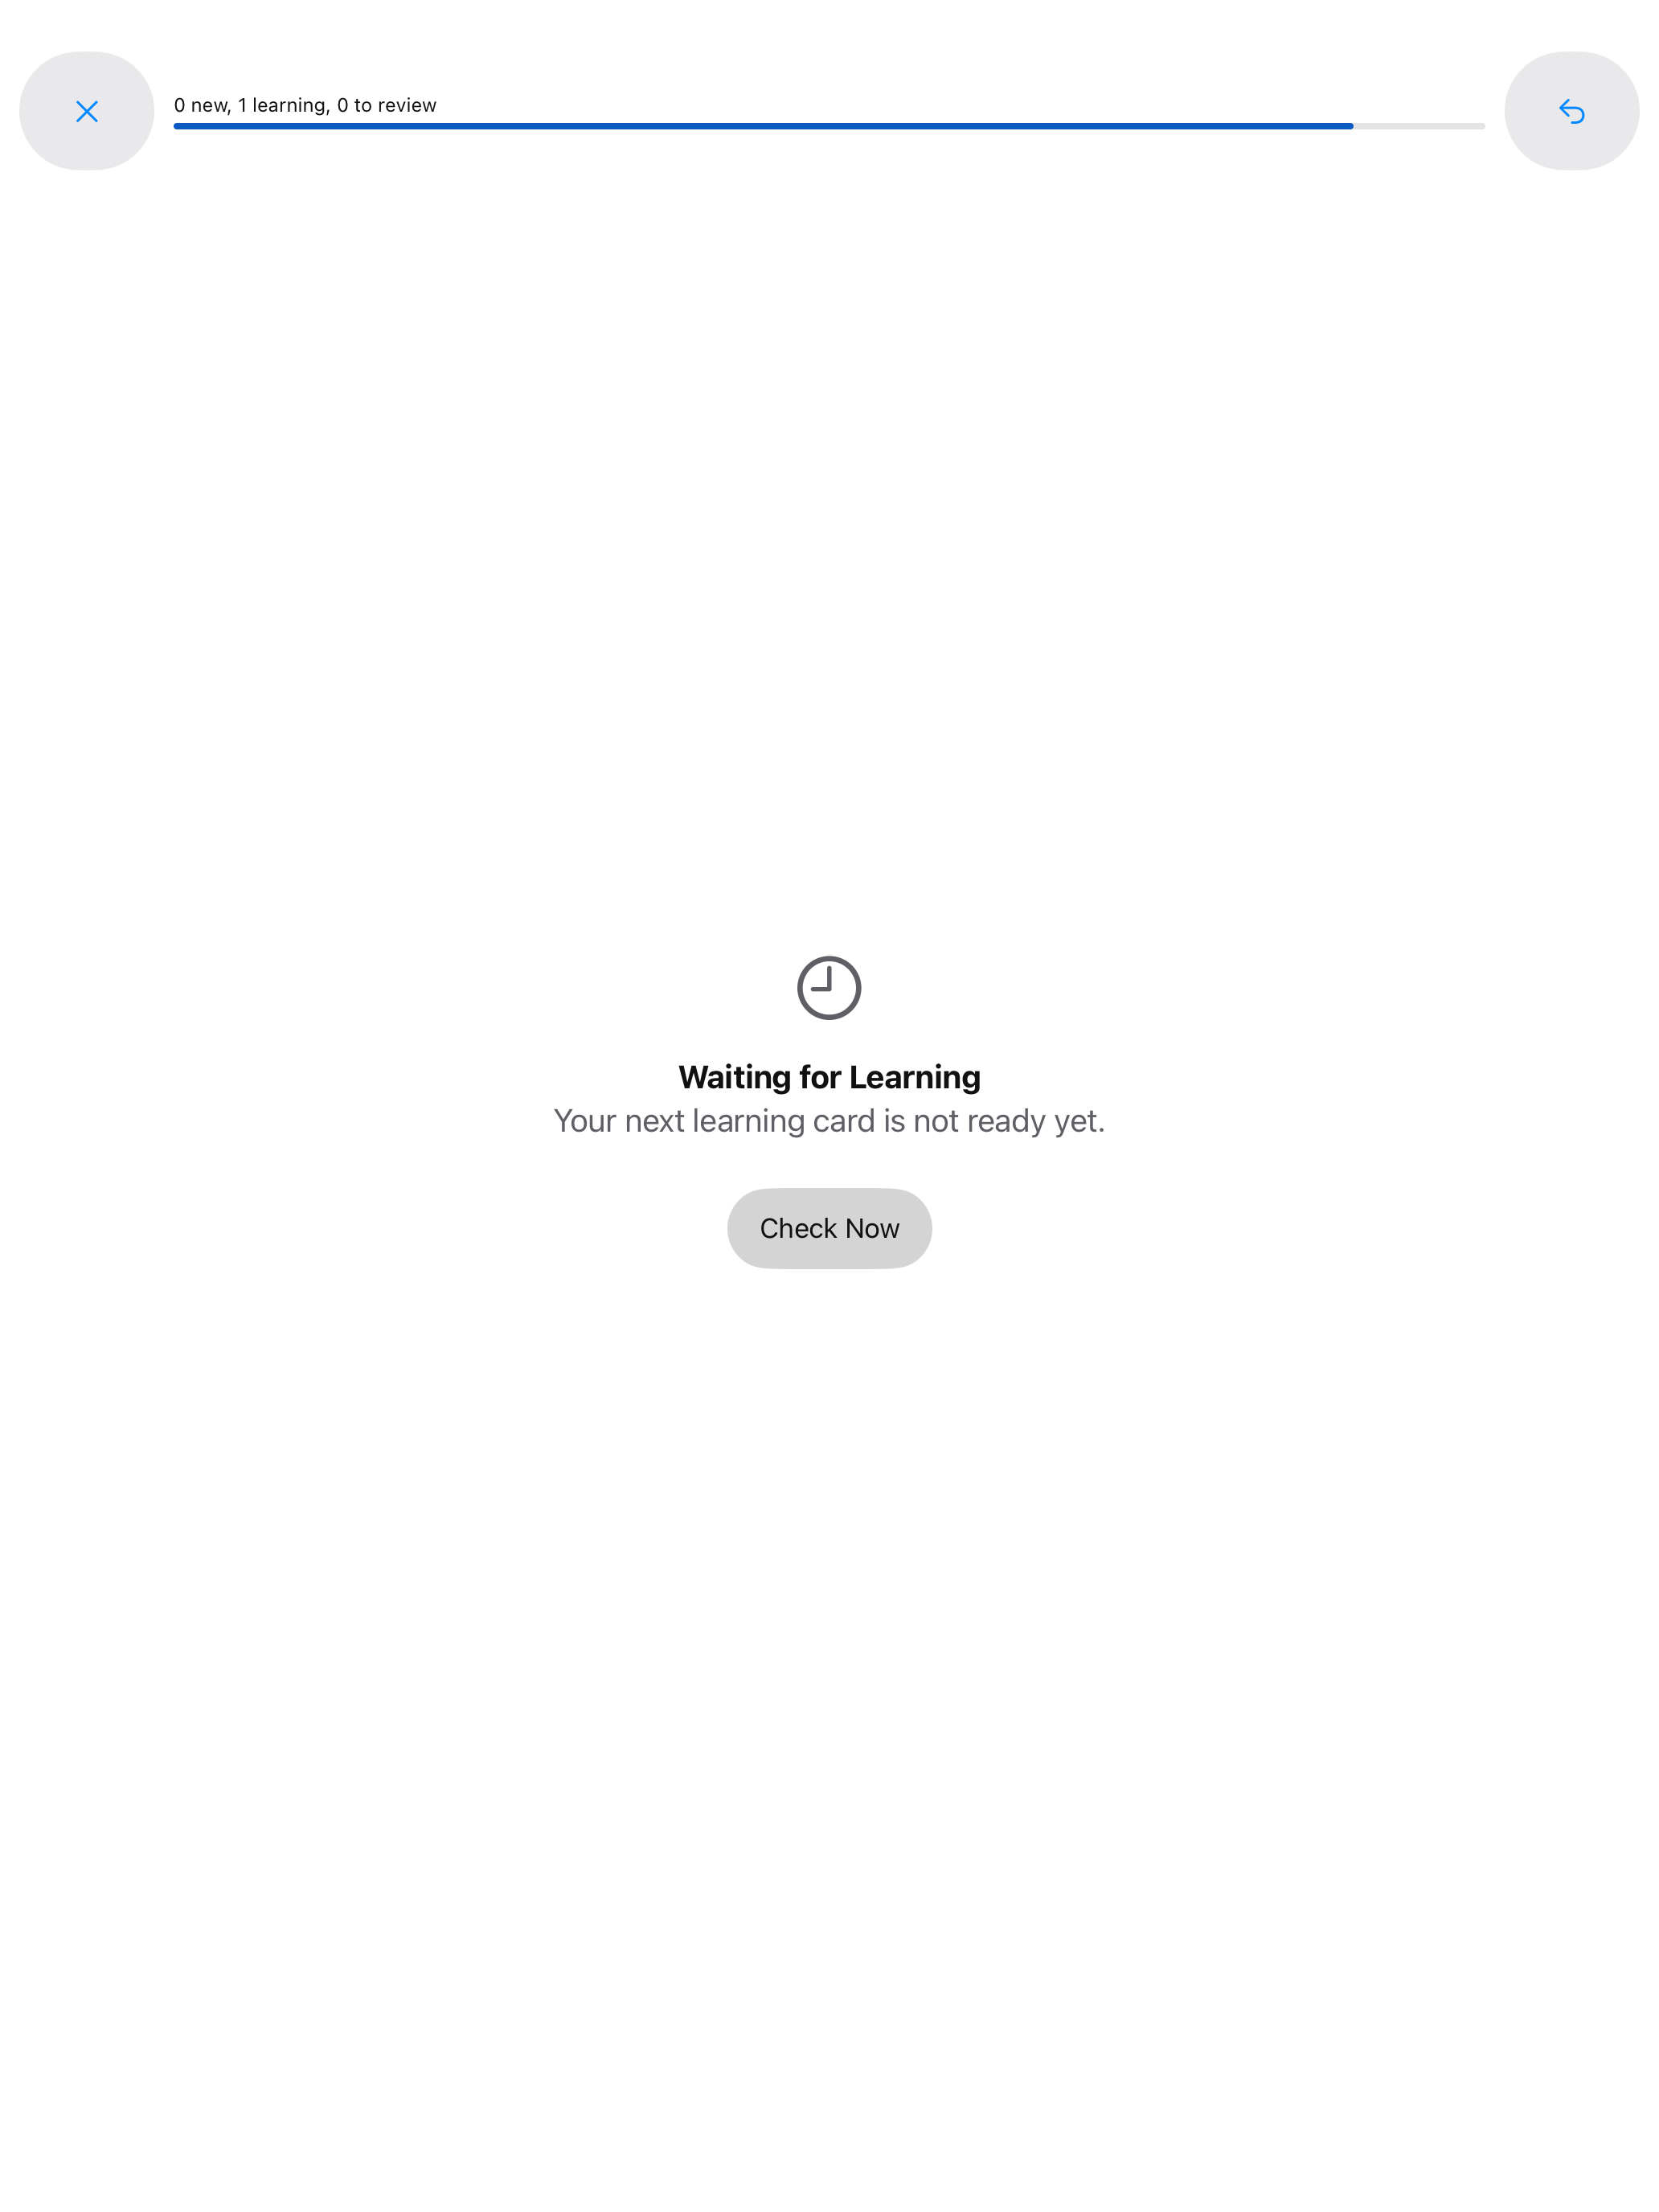 0 new, 1 learning, 0 to review
Waiting for Learning
Your next learning card is not ready yet.
Check Now